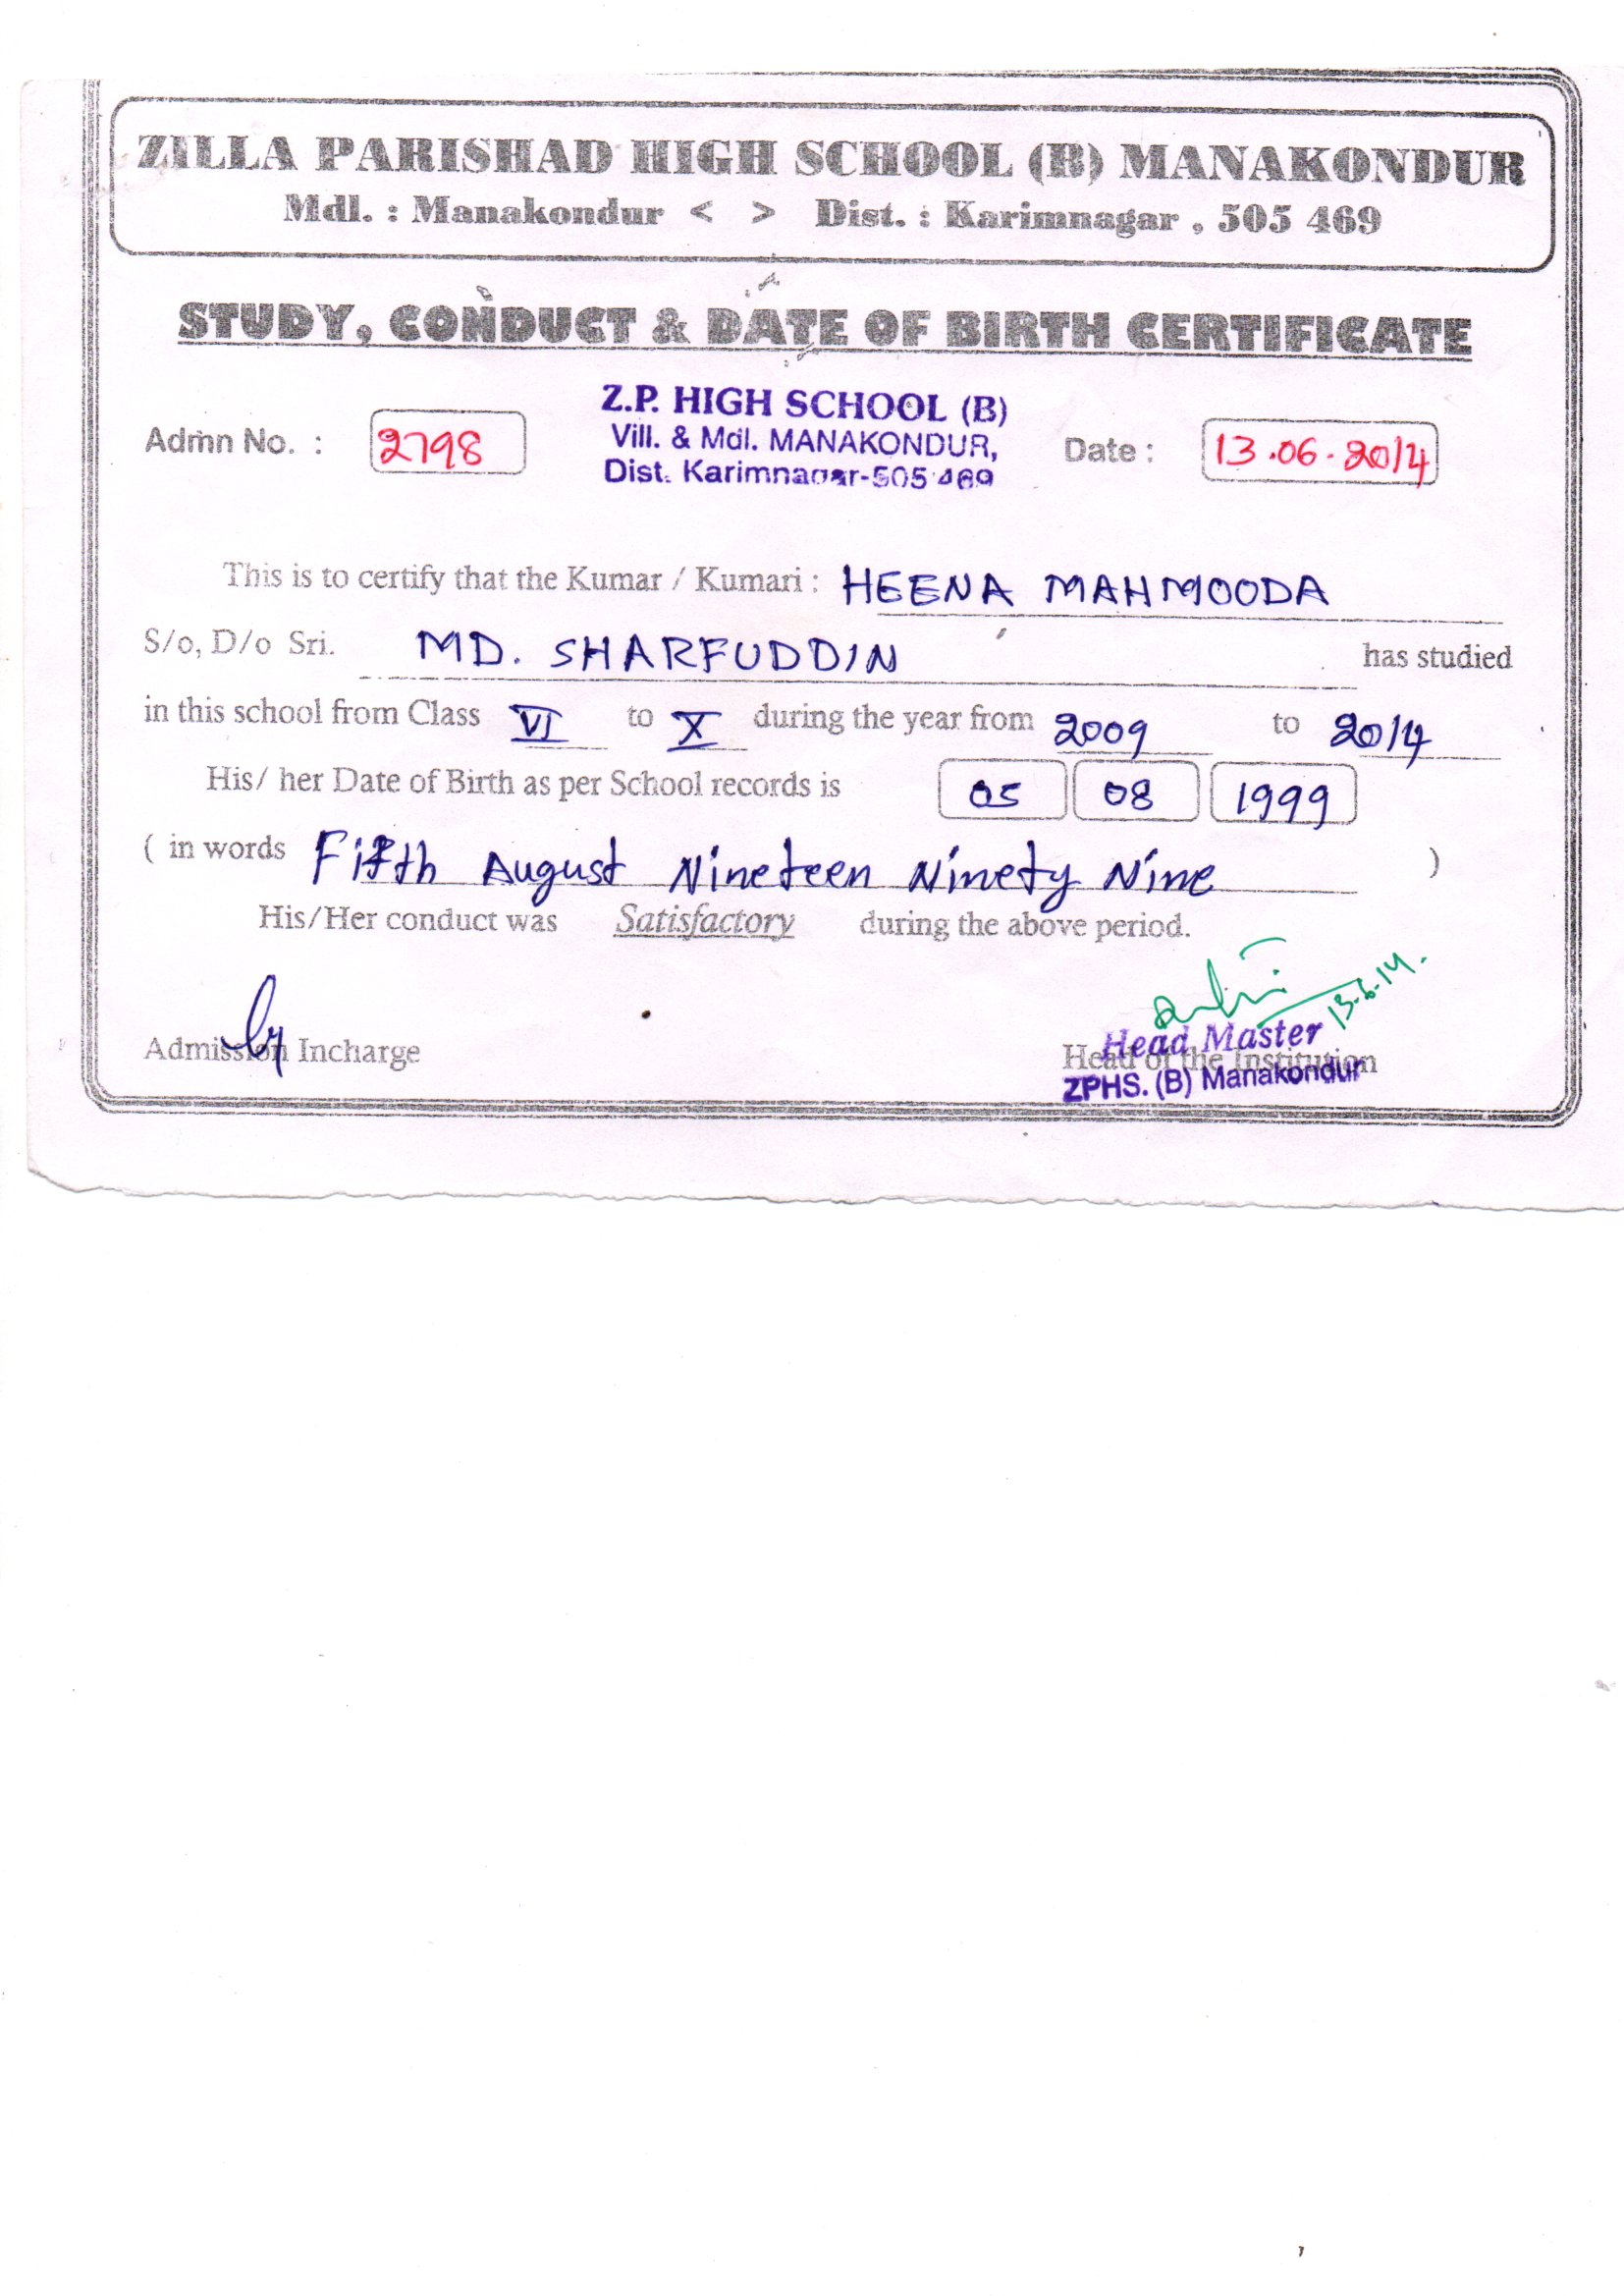 ZILLA PARISHAD HIGH SCHOOL (B) MANAKONDUR
Mdl. : Manakondur < > Dist. : Karimnagar , 505 469
STUDY, CONDUCT & DATE OF BIRTH CERTIFICATE
Z.P. HIGH SCHOOL (B)
Vill. & Mdl. MANAKONDUR,
Dist. Karimnagar-505 469
Admn No. : 2798 Date : 13.06.2014
This is to certify that the Kumar / Kumari : HEENA MAHMOODA
S/o, D/o Sri. MD. SHARFUDDIN has studied
in this school from Class VI to X during the year from 2009 to 2014
His/ her Date of Birth as per School records is 05 08 1999
( in words Fifth August Nineteen Ninety Nine )
His/Her conduct was Satisfactory during the above period.
13.6.14.
Admission Incharge
Head Master
Head of the Institution
ZPHS. (B) Manakondur